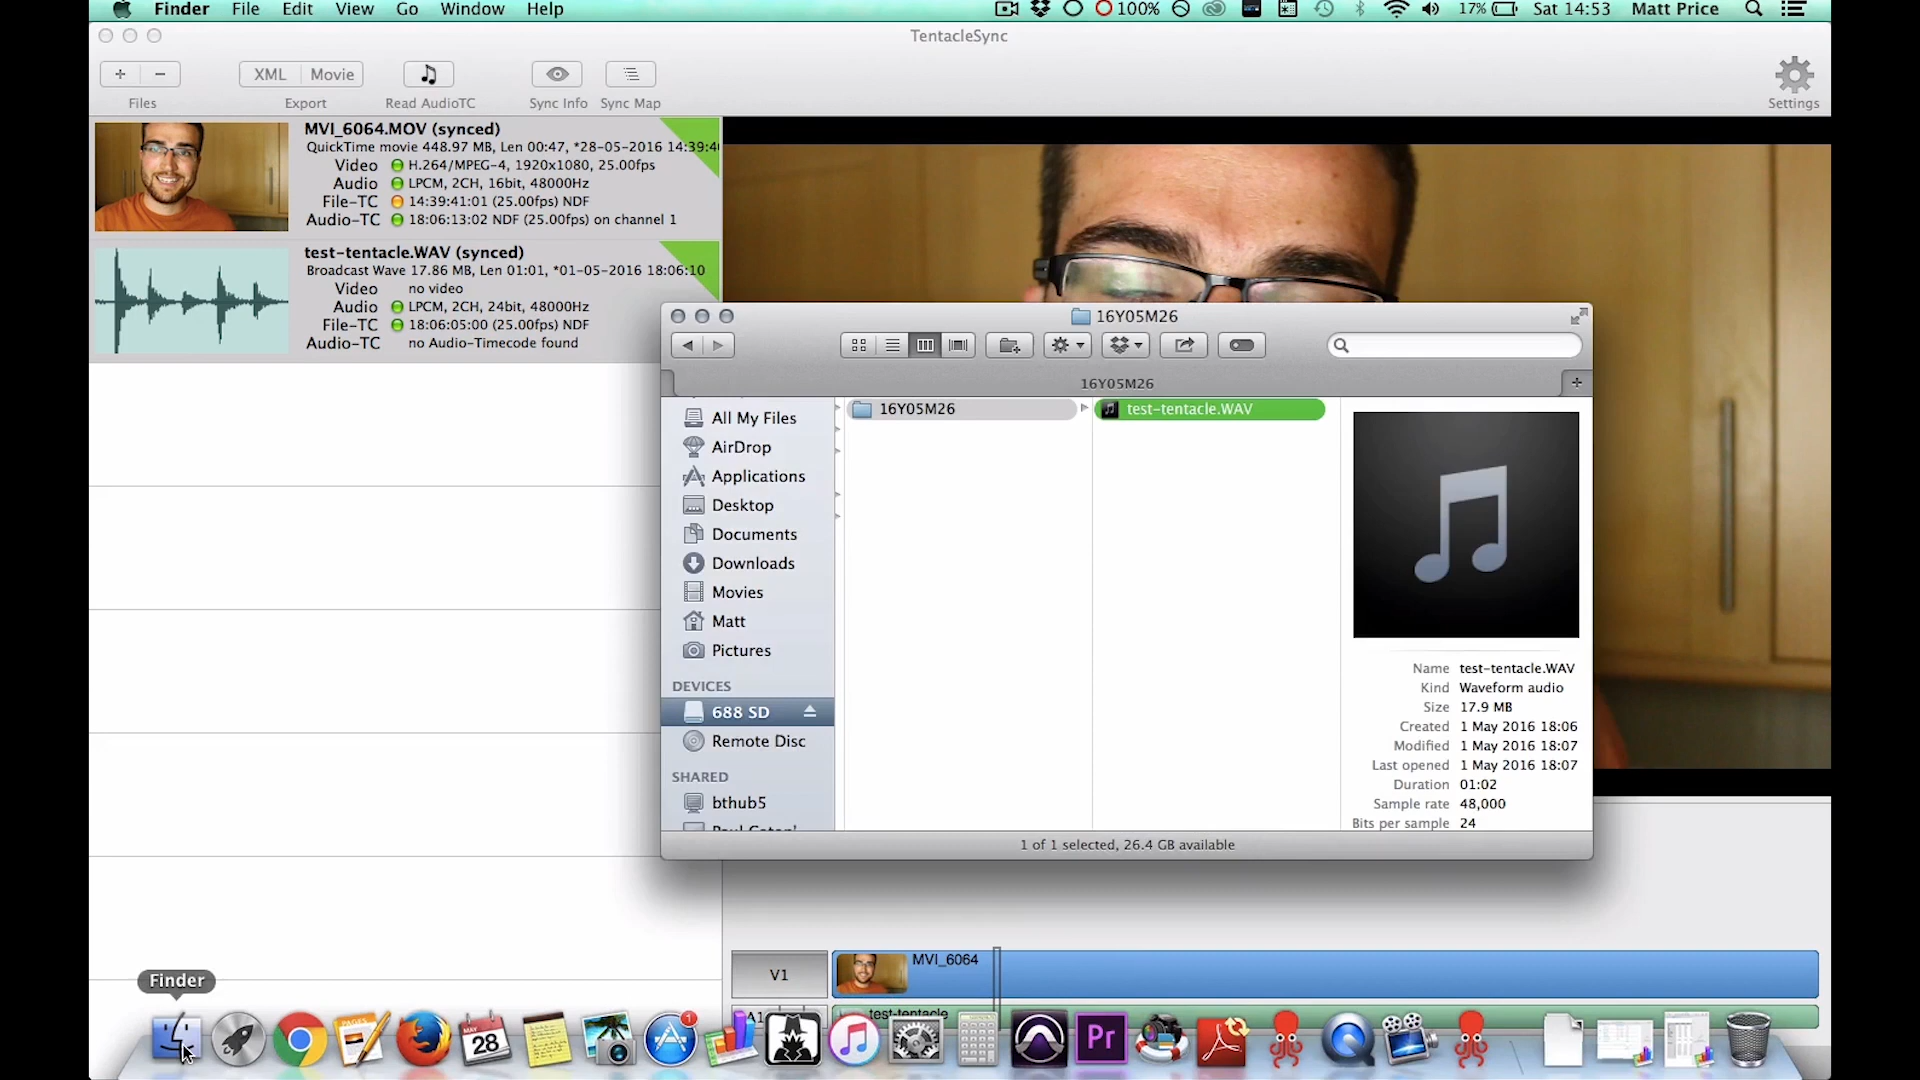 Finder File Edit View Go Window Help 100% 17% Sat 14:53 Matt Price
TentacleSync
XML Movie
Files Export Read AudioTC Sync Info Sync Map Settings
MVI_6064.MOV (synced)
QuickTime movie 448.97 MB, Len 00:47, *28-05-2016 14:39:4
Video H.264/MPEG-4, 1920x1080, 25.00fps
Audio LPCM, 2CH, 16bit, 48000Hz
File-TC 14:39:41:01 (25.00fps) NDF
Audio-TC 18:06:13:02 NDF (25.00fps) on channel 1
test-tentacle.WAV (synced)
Broadcast Wave 17.86 MB, Len 01:01, *01-05-2016 18:06:10
Video no video
Audio LPCM, 2CH, 24bit, 48000Hz
File-TC 18:06:05:00 (25.00fps) NDF
Audio-TC no Audio-Timecode found
16Y05M26
16Y05M26
All My Files
AirDrop
Applications
Desktop
Documents
Downloads
Movies
Matt
Pictures
DEVICES
688 SD
Remote Disc
SHARED
bthub5
16Y05M26
test-tentacle.WAV
Name test-tentacle.WAV
Kind Waveform audio
Size 17.9 MB
Created 1 May 2016 18:06
Modified 1 May 2016 18:07
Last opened 1 May 2016 18:07
Duration 01:02
Sample rate 48,000
Bits per sample 24
1 of 1 selected, 26.4 GB available
V1 MVI_6064
A1 test-tentacle
Finder
PAGES
MAY
28
1
Pr